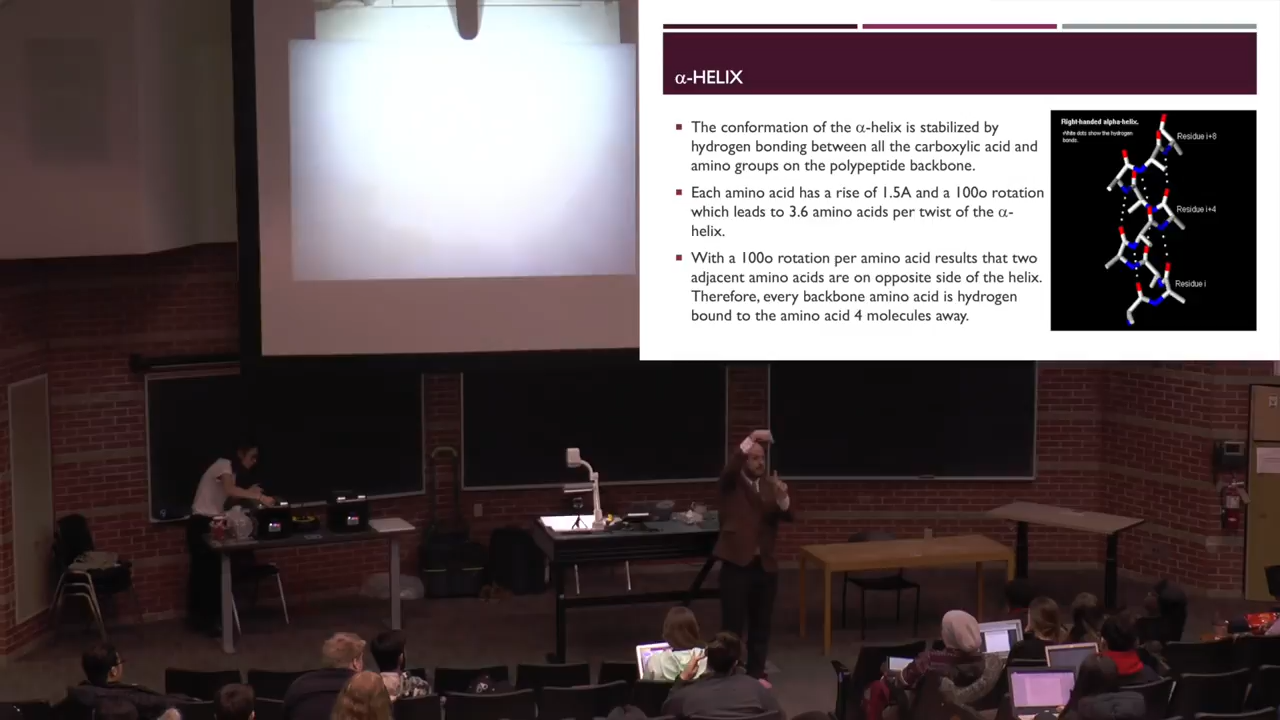 α-HELIX
The conformation of the α-helix is stabilized by
hydrogen bonding between all the carboxylic acid and
amino groups on the polypeptide backbone.
Each amino acid has a rise of 1.5A and a 100o rotation
which leads to 3.6 amino acids per twist of the α-
helix.
With a 100o rotation per amino acid results that two
adjacent amino acids are on opposite side of the helix.
Therefore, every backbone amino acid is hydrogen
bound to the amino acid 4 molecules away.
Right-handed alpha-helix.
White dots show the hydrogen
bonds.
Residue i+8
Residue i+4
Residue i